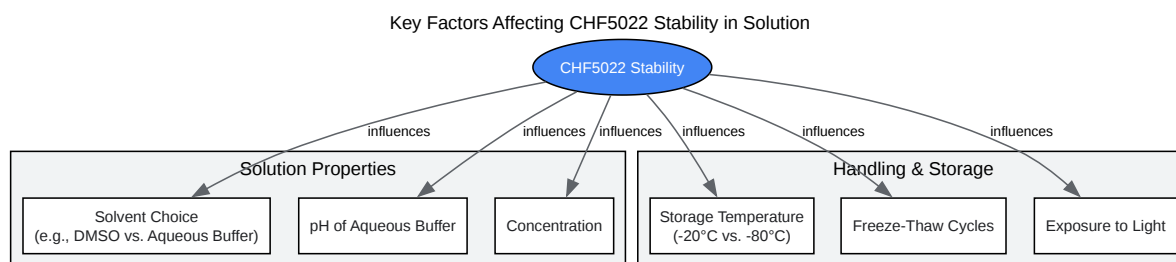 Key Factors Affecting CHF5022 Stability in Solution
CHF5022 Stability
influences
influences
influences
influences
influences
influences
Solution Properties
Handling & Storage
Solvent Choice
(e.g., DMSO vs. Aqueous Buffer)
pH of Aqueous Buffer
Concentration
Storage Temperature
(-20°C vs. -80°C)
Freeze-Thaw Cycles
Exposure to Light